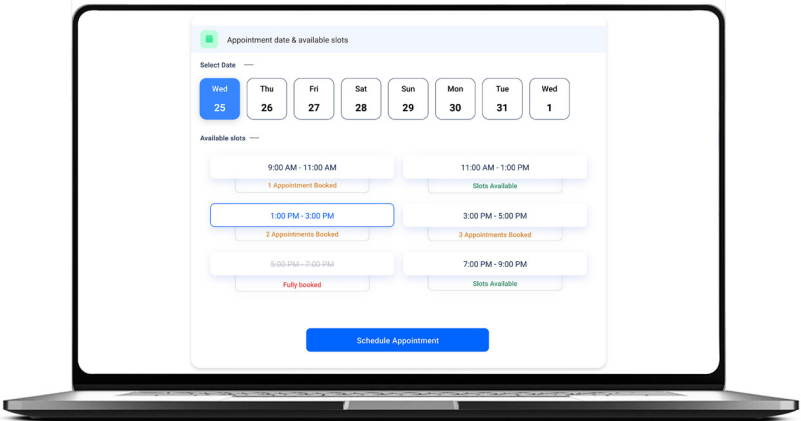 Appointment date & available slots
Select Date
Wed Thu Fri Sat Sun Mon Tue Wed
25 26 27 28 29 30 31 1
Available slots
9:00 AM - 11:00 AM 11:00 AM - 1:00 PM
1 Appointment Booked Slots Available
1:00 PM - 3:00 PM 3:00 PM - 5:00 PM
2 Appointments Booked 3 Appointments Booked
5:00 PM - 7:00 PM 7:00 PM - 9:00 PM
Fully booked Slots Available
Schedule Appointment